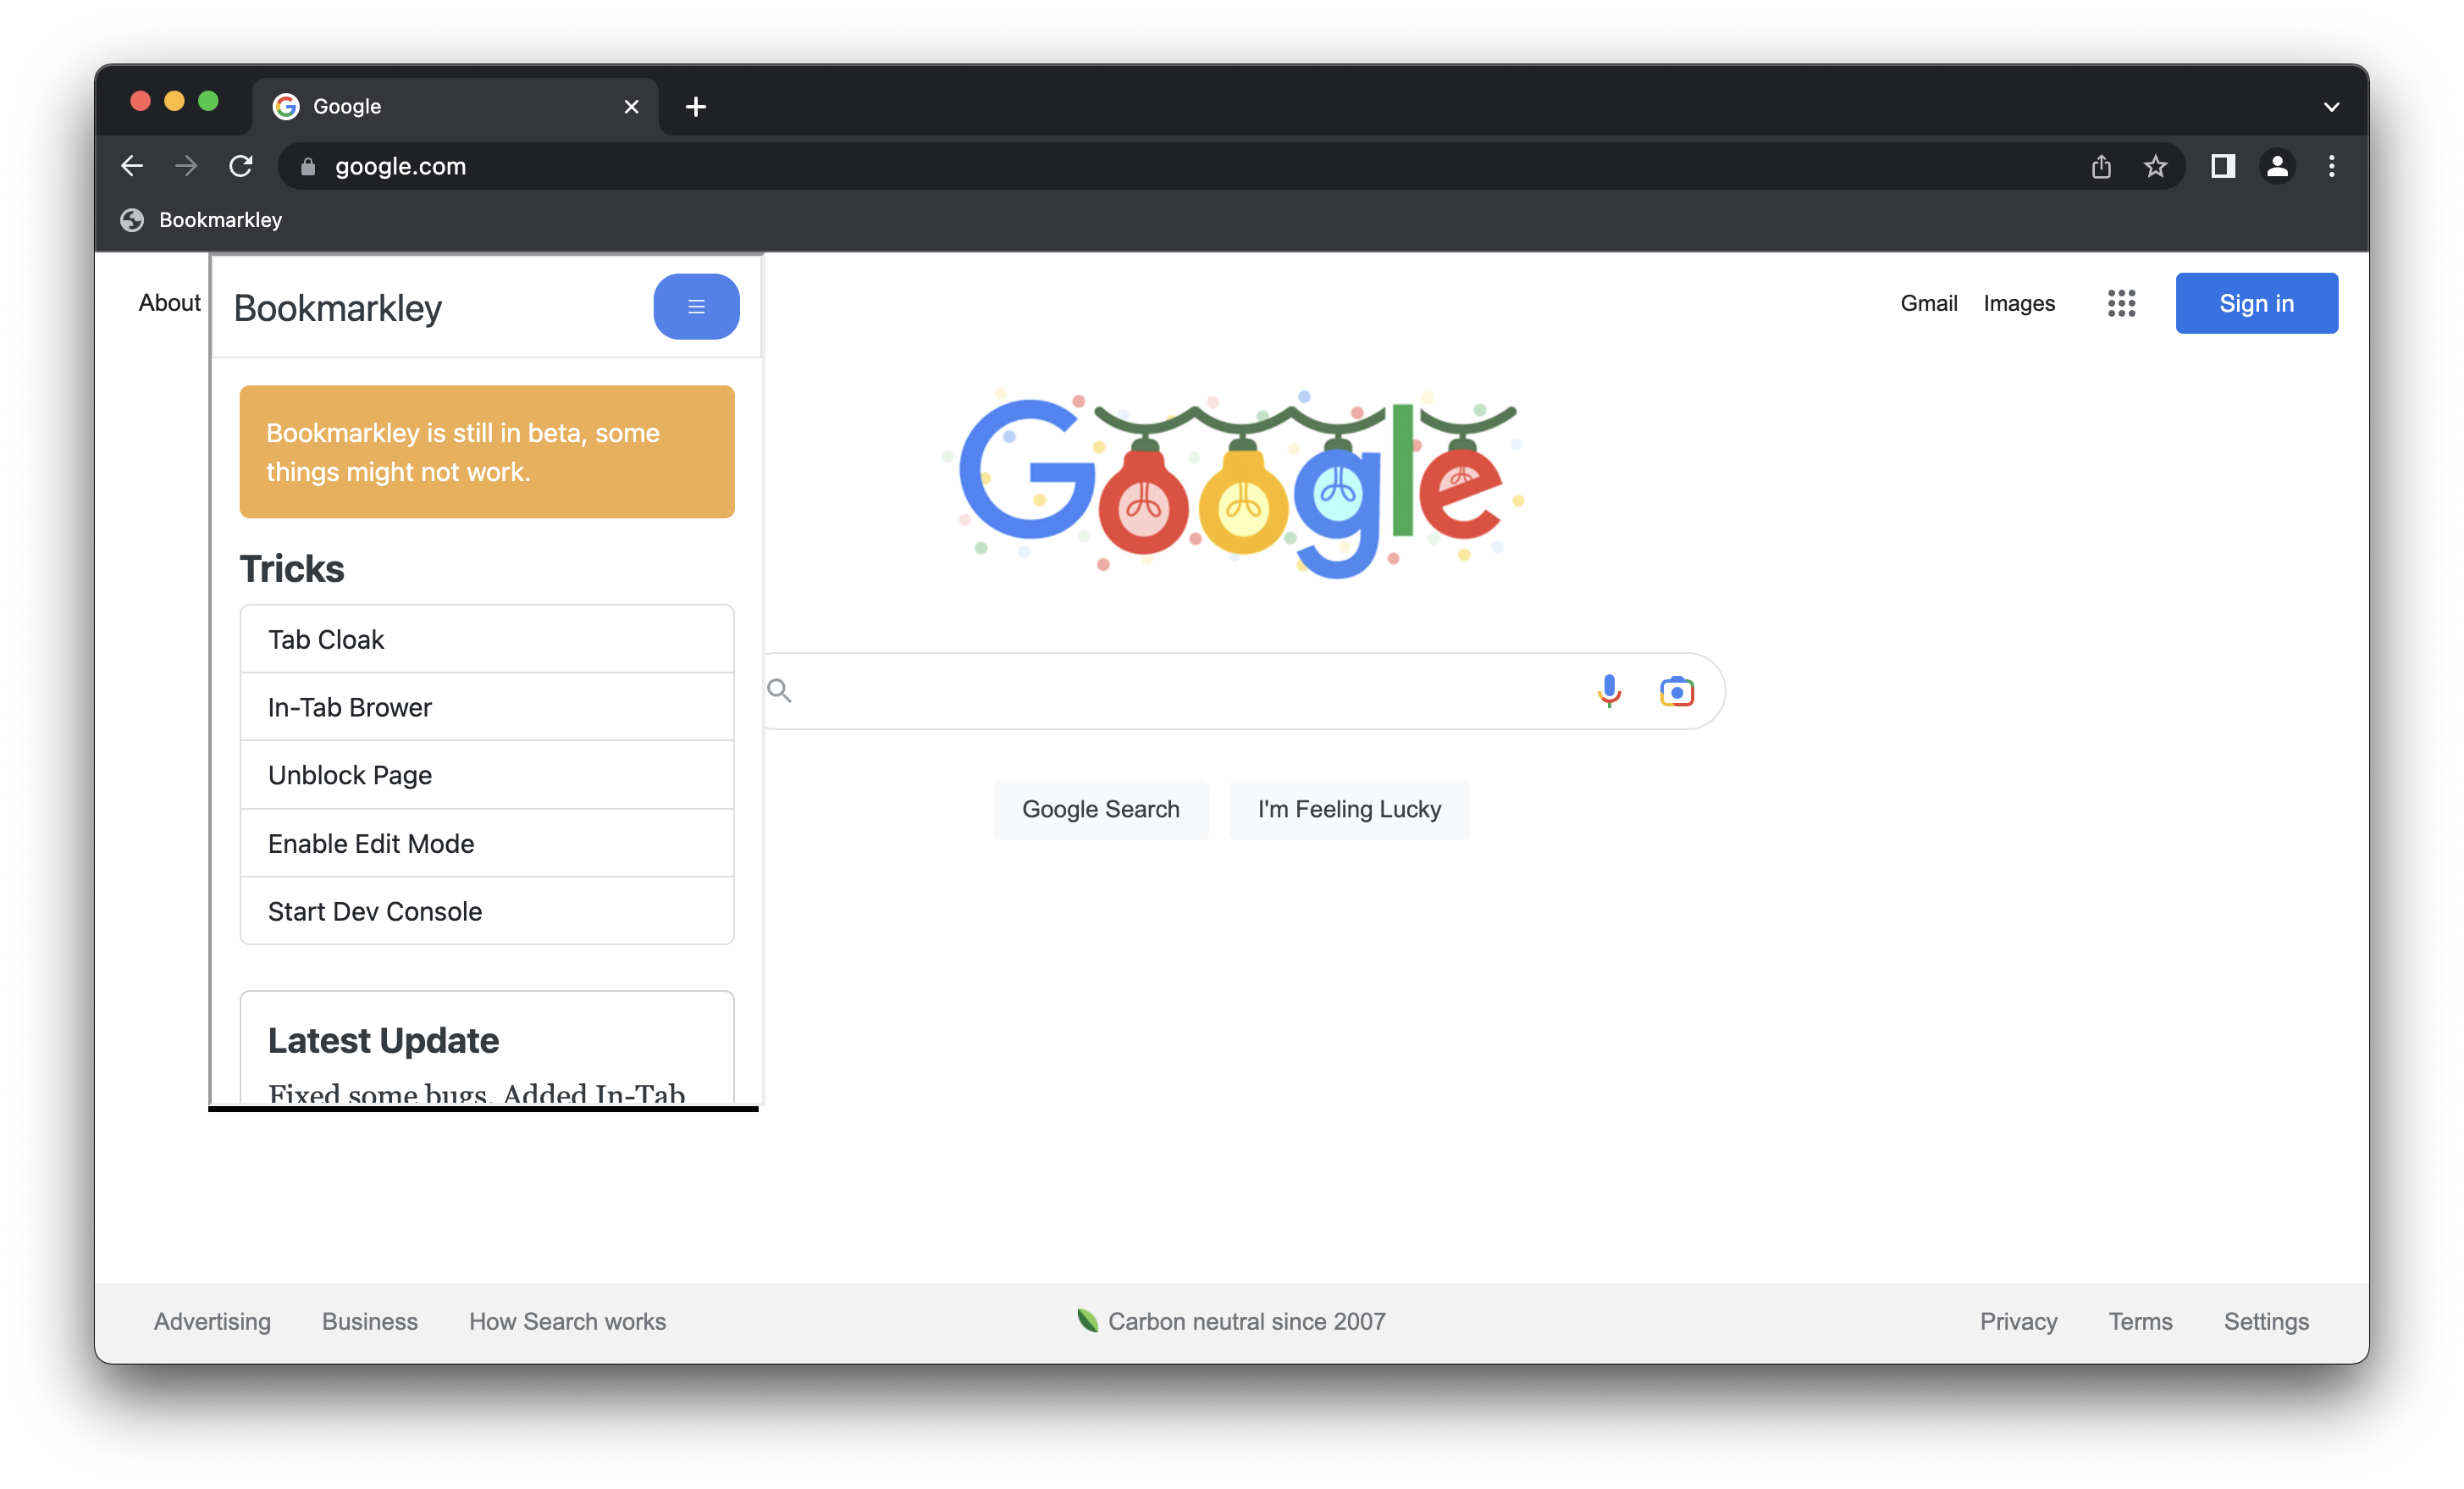 Google
google.com
Bookmarkley
About
Bookmarkley
Gmail Images
Sign in
Bookmarkley is still in beta, some
things might not work.
Google
Tricks
Tab Cloak
In-Tab Brower
Unblock Page
Enable Edit Mode
Start Dev Console
Google Search
I'm Feeling Lucky
Latest Update
Fixed some bugs. Added In-Tab
Advertising Business How Search works
Carbon neutral since 2007
Privacy Terms Settings